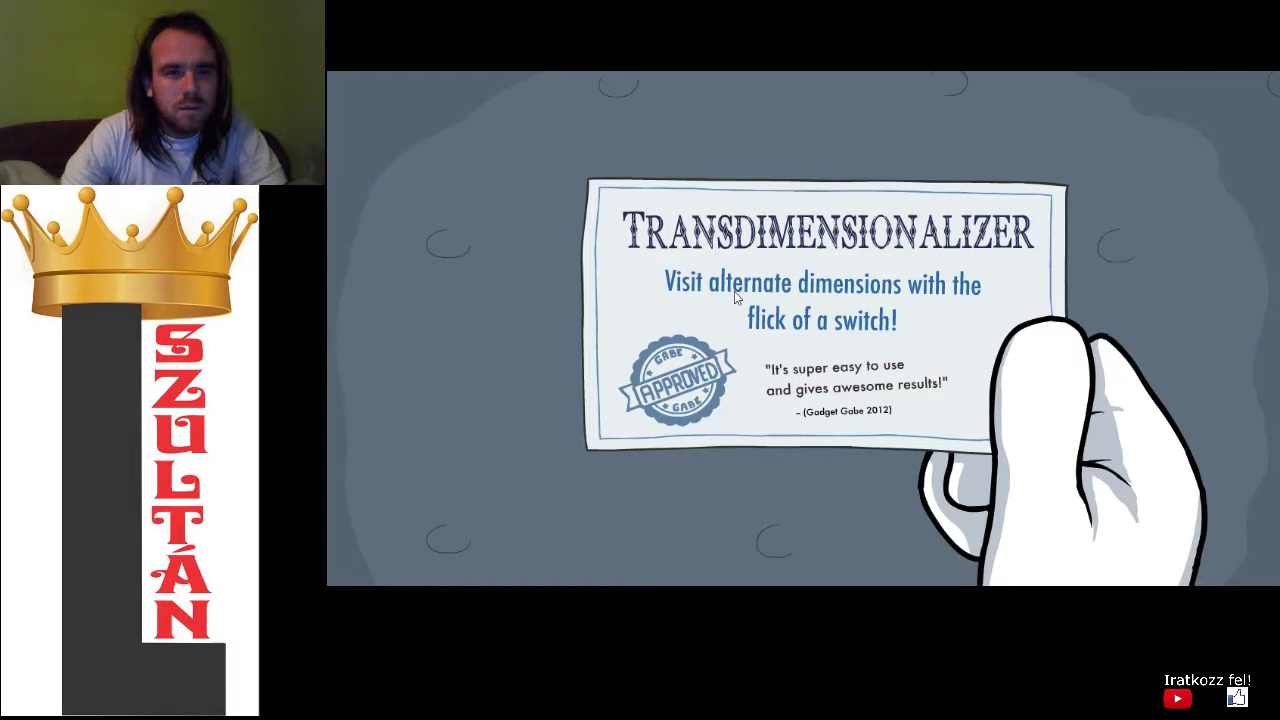 TRANSDIMENSIONALIZER
Visit alternate dimensions with the
flick of a switch!
GABE
APPROVED
GABE
"It's super easy to use
and gives awesome results!"
– (Gadget Gabe 2012)
L
SZULTÁN
Iratkozz fel!